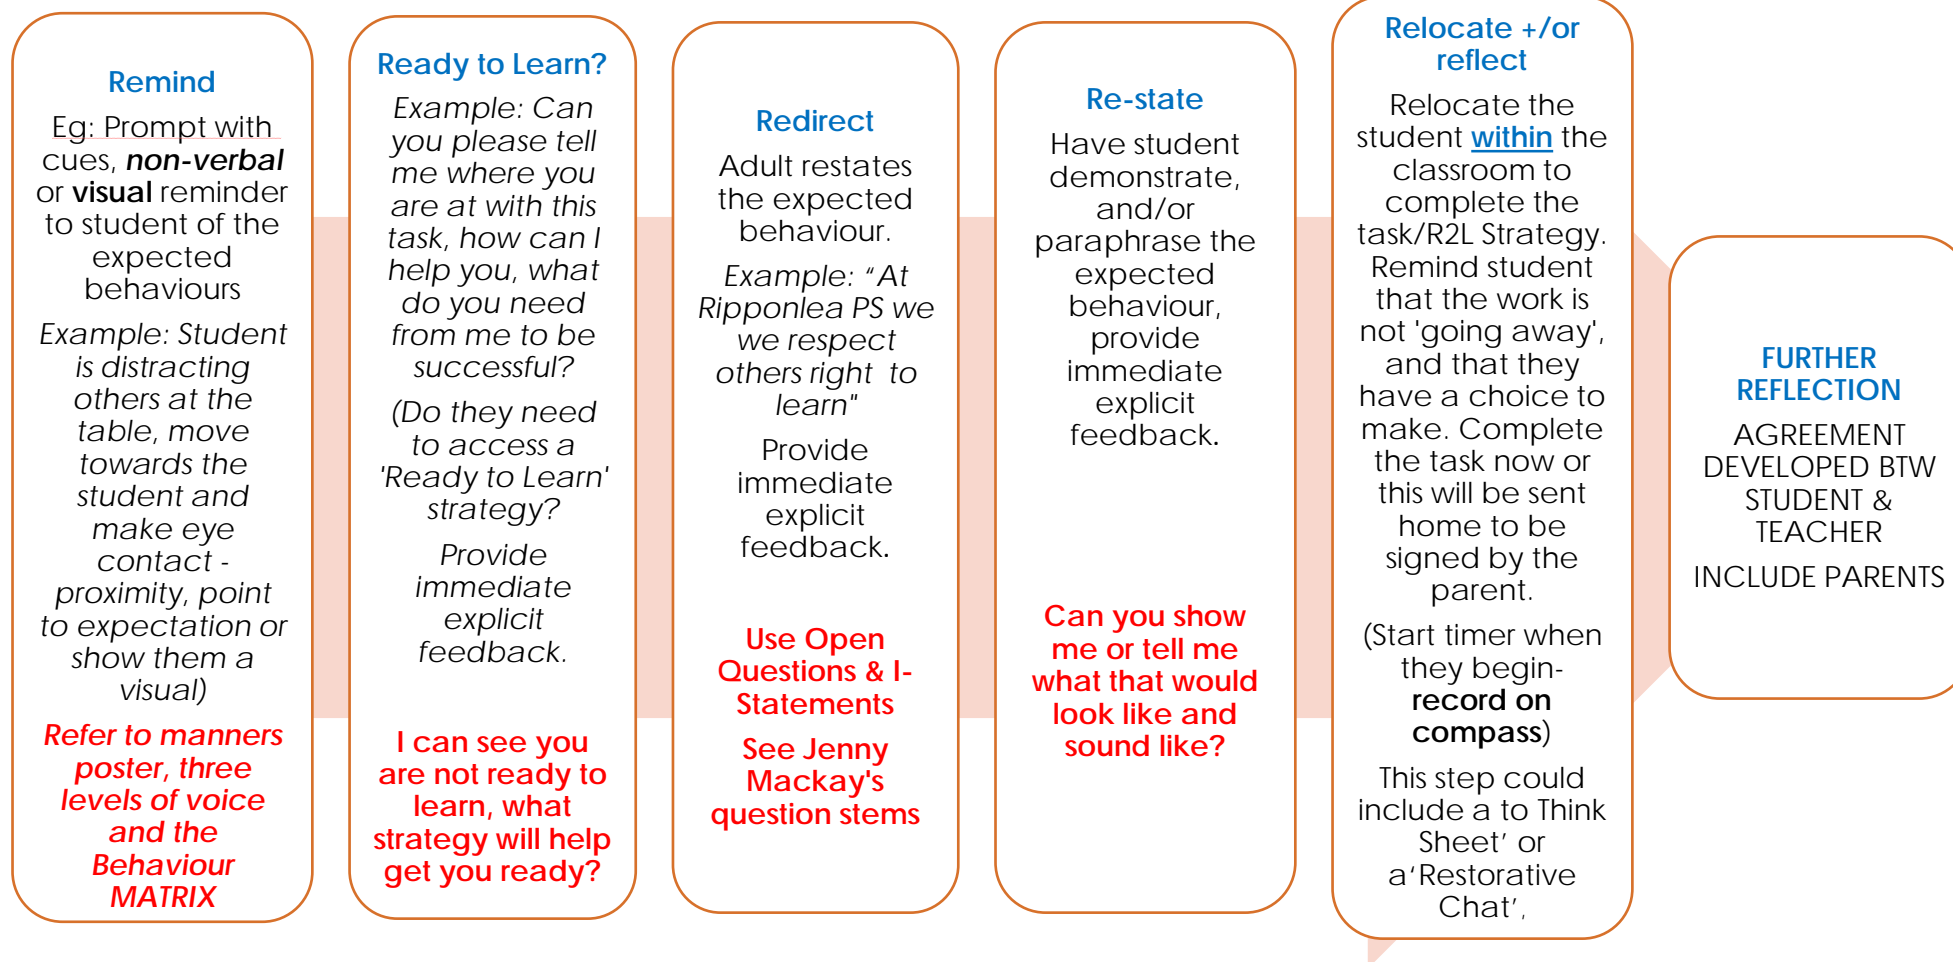 Remind
Eg: Prompt with
cues, non-verbal
or visual reminder
to student of the
expected
behaviours
Example: Student
is distracting
others at the
table, move
towards the
student and
make eye
contact -
proximity, point
to expectation or
show them a
visual)
Refer to manners
poster, three
levels of voice
and the
Behaviour
MATRIX
Ready to Learn?
Example: Can
you please tell
me where you
are at with this
task, how can I
help you, what
do you need
from me to be
successful?
(Do they need
to access a
'Ready to Learn'
strategy?
Provide
immediate
explicit
feedback.
I can see you
are not ready to
learn, what
strategy will help
get you ready?
Redirect
Adult restates
the expected
behaviour.
Example: “At
Ripponlea PS we
we respect
others right  to
learn"
Provide
immediate
explicit
feedback.
Use Open
Questions & I-
Statements
See Jenny
Mackay's
question stems
Re-state
Have student
demonstrate,
and/or
paraphrase the
expected
behaviour,
provide
immediate
explicit
feedback.
Can you show
me or tell me
what that would
look like and
sound like?
Relocate +/or
reflect
Relocate the
student within the
classroom to
complete the
task/R2L Strategy.
Remind student
that the work is
not 'going away',
and that they
have a choice to
make. Complete
the task now or
this will be sent
home to be
signed by the
parent.
(Start timer when
they begin-
record on
compass)
This step could
include a to Think
Sheet’ or
a‘Restorative
Chat’,
FURTHER
REFLECTION
AGREEMENT
DEVELOPED BTW
STUDENT &
TEACHER
INCLUDE PARENTS